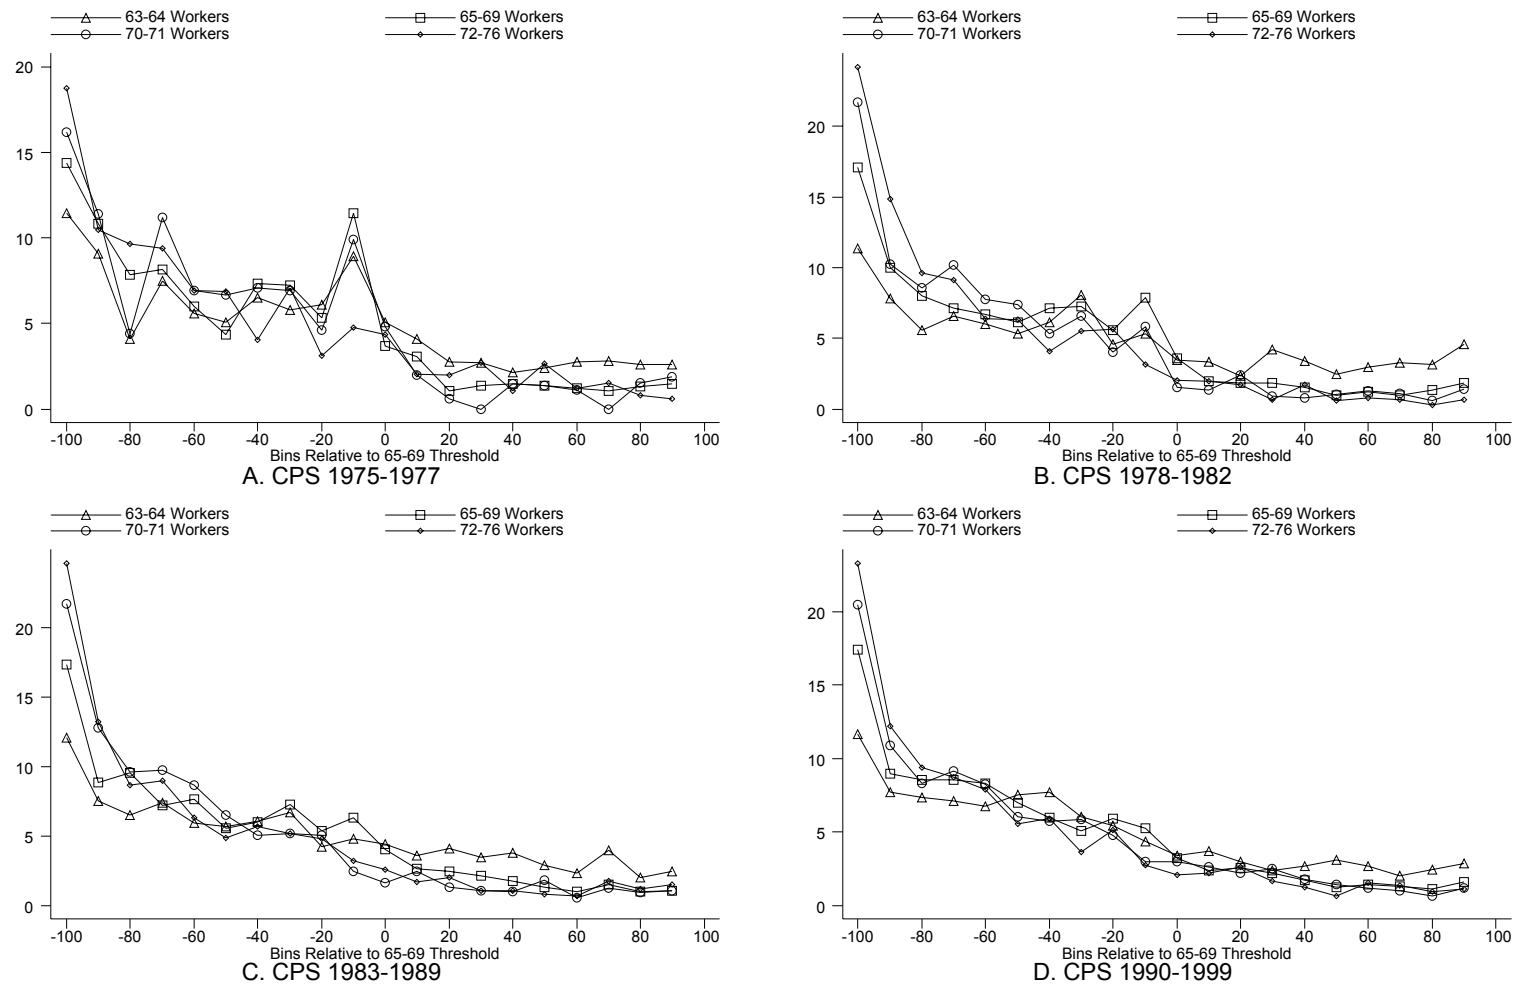 63-64 Workers 65-69 Workers
70-71 Workers 72-76 Workers
20
15
10
5
0
-100 -80 -60 -40 -20 0 20 40 60 80 100
Bins Relative to 65-69 Threshold
A. CPS 1975-1977
63-64 Workers 65-69 Workers
70-71 Workers 72-76 Workers
20
15
10
5
0
-100 -80 -60 -40 -20 0 20 40 60 80 100
Bins Relative to 65-69 Threshold
B. CPS 1978-1982
63-64 Workers 65-69 Workers
70-71 Workers 72-76 Workers
20
15
10
5
0
-100 -80 -60 -40 -20 0 20 40 60 80 100
Bins Relative to 65-69 Threshold
C. CPS 1983-1989
63-64 Workers 65-69 Workers
70-71 Workers 72-76 Workers
20
15
10
5
0
-100 -80 -60 -40 -20 0 20 40 60 80 100
Bins Relative to 65-69 Threshold
D. CPS 1990-1999